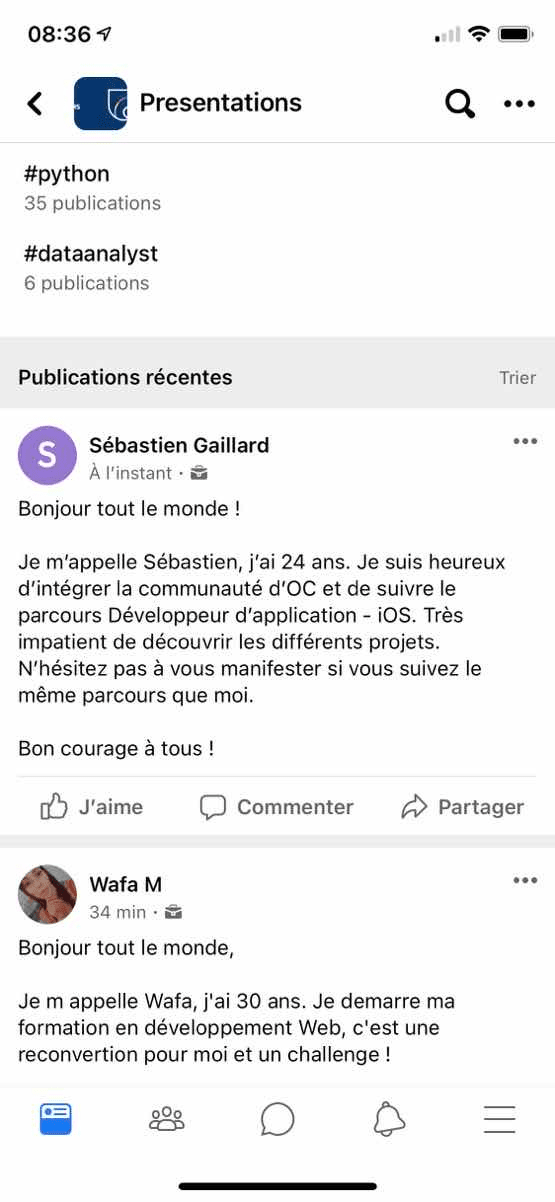 08:36
Presentations
#python
35 publications
#dataanalyst
6 publications
Publications récentes
Trier
S
Sébastien Gaillard
À l'instant ·
Bonjour tout le monde !
Je m'appelle Sébastien, j'ai 24 ans. Je suis heureux
d'intégrer la communauté d'OC et de suivre le
parcours Développeur d'application - iOS. Très
impatient de découvrir les différents projets.
N'hésitez pas à vous manifester si vous suivez le
même parcours que moi.
Bon courage à tous !
J'aime
Commenter
Partager
Wafa M
34 min ·
Bonjour tout le monde,
Je m appelle Wafa, j'ai 30 ans. Je demarre ma
formation en développement Web, c'est une
reconvertion pour moi et un challenge !